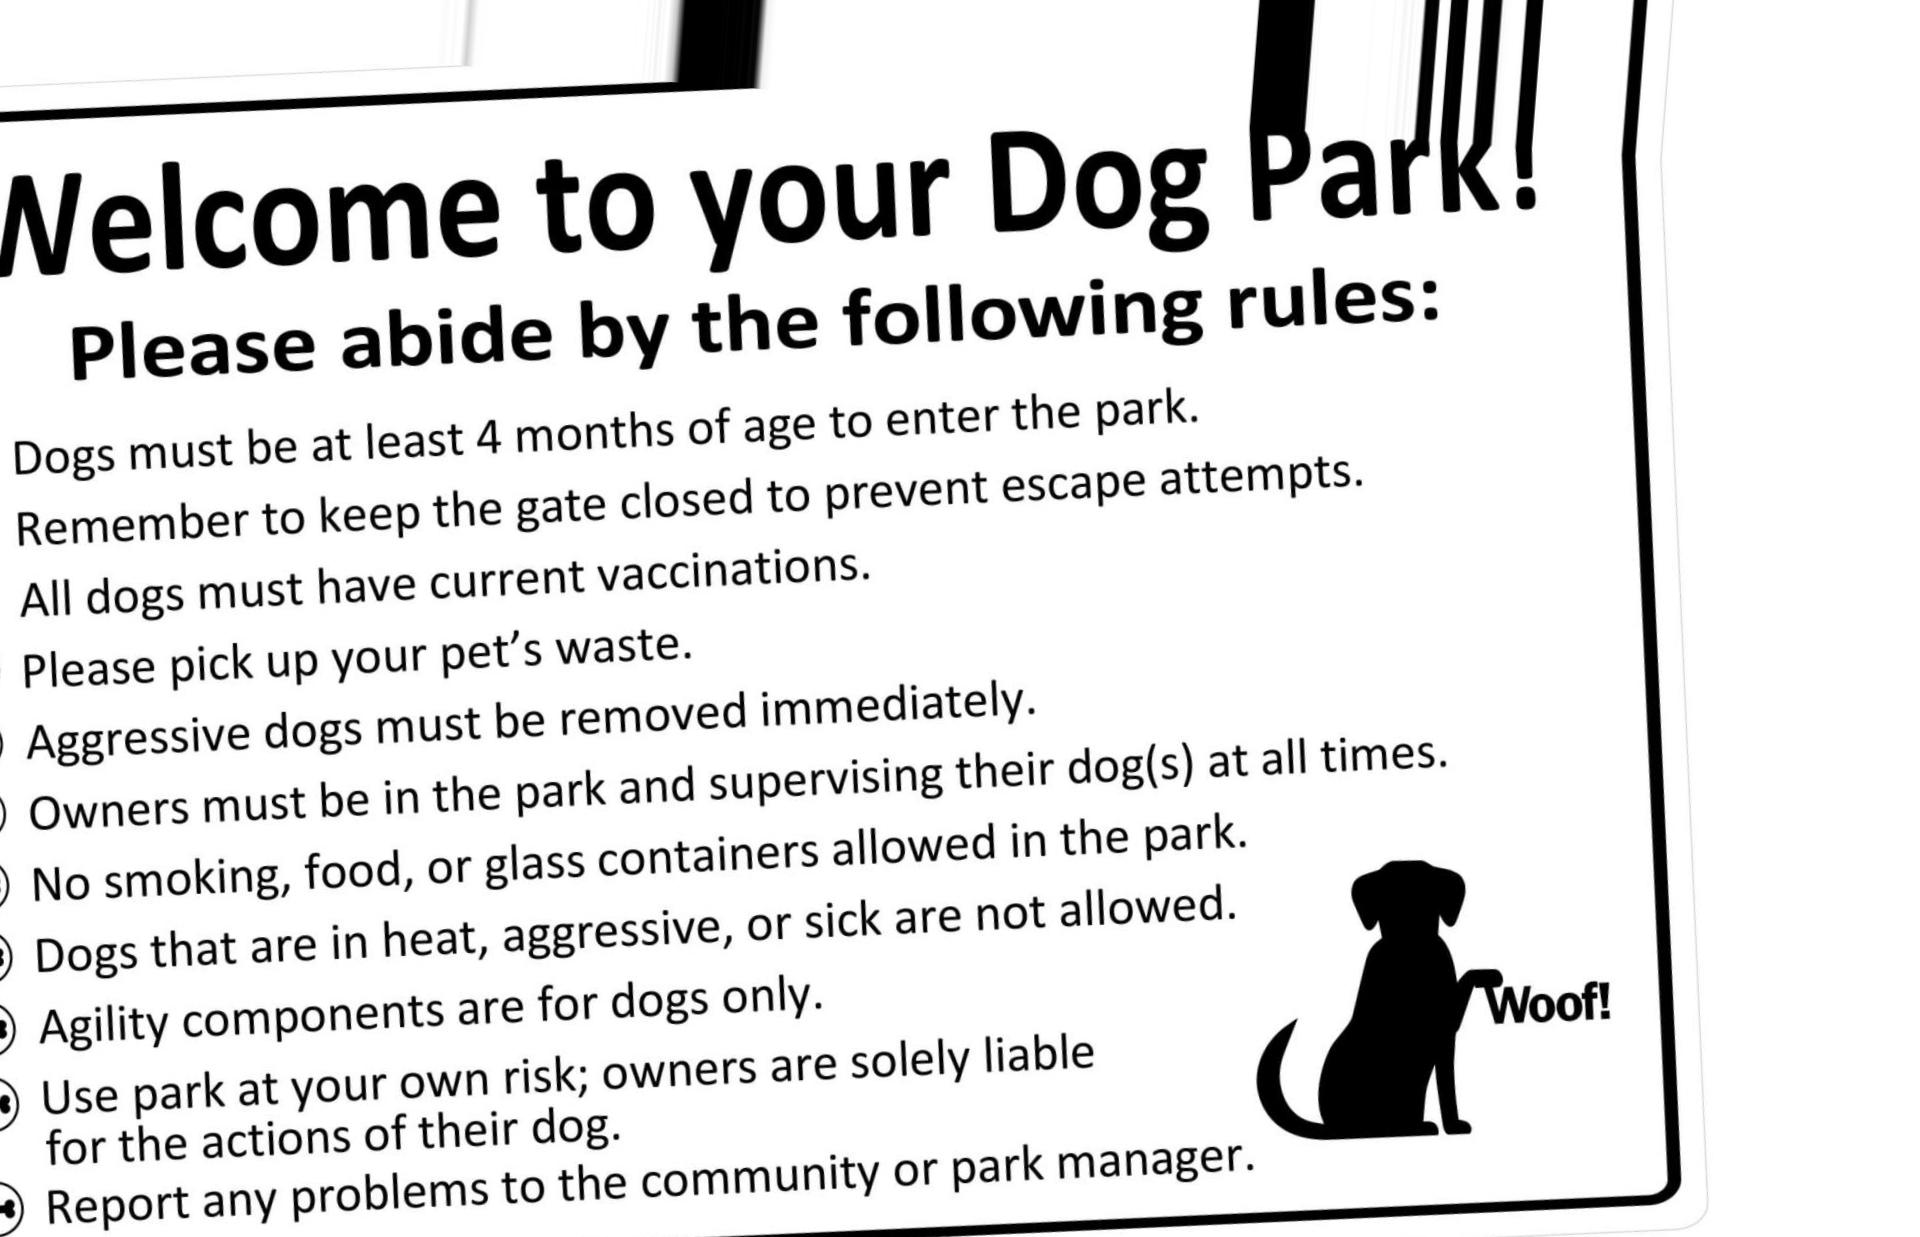 Welcome to your Dog Park!
Please abide by the following rules:
Dogs must be at least 4 months of age to enter the park.
Remember to keep the gate closed to prevent escape attempts.
All dogs must have current vaccinations.
Please pick up your pet’s waste.
Aggressive dogs must be removed immediately.
Owners must be in the park and supervising their dog(s) at all times.
No smoking, food, or glass containers allowed in the park.
Dogs that are in heat, aggressive, or sick are not allowed.
Agility components are for dogs only.
Use park at your own risk; owners are solely liable
for the actions of their dog.
Report any problems to the community or park manager.
Woof!